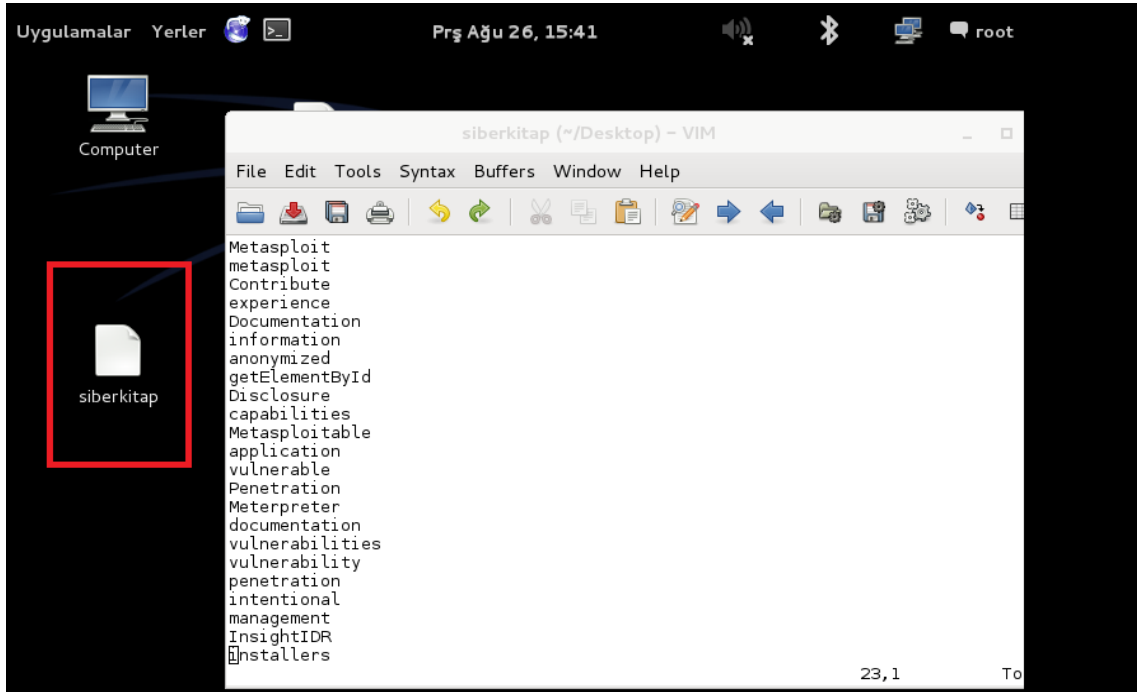 Uygulamalar Yerler Prş Ağu 26, 15:41 root
Computer
siberkitap (~/Desktop) - VIM
File Edit Tools Syntax Buffers Window Help
Metasploit
metasploit
Contribute
experience
Documentation
information
anonymized
getElementById
Disclosure
capabilities
Metasploitable
application
vulnerable
Penetration
Meterpreter
documentation
vulnerabilities
vulnerability
penetration
intentional
management
InsightIDR
installers
23,1 To
siberkitap